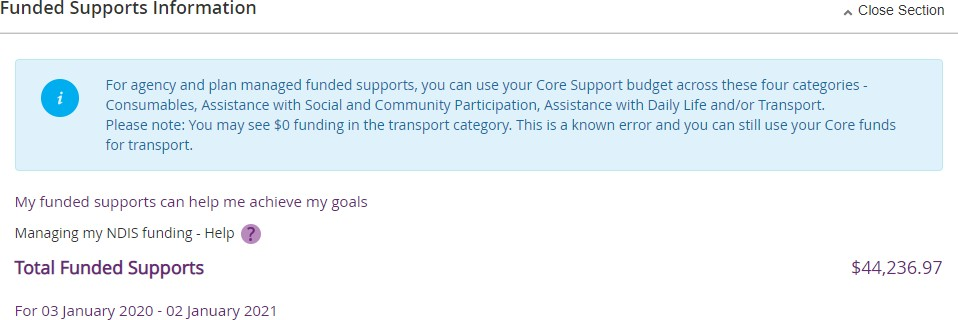 Funded Supports Information
Close Section
i
For agency and plan managed funded supports, you can use your Core Support budget across these four categories -
Consumables, Assistance with Social and Community Participation, Assistance with Daily Life and/or Transport.
Please note: You may see $0 funding in the transport category. This is a known error and you can still use your Core funds
for transport.
My funded supports can help me achieve my goals
Managing my NDIS funding - Help ?
Total Funded Supports $44,236.97
For 03 January 2020 - 02 January 2021